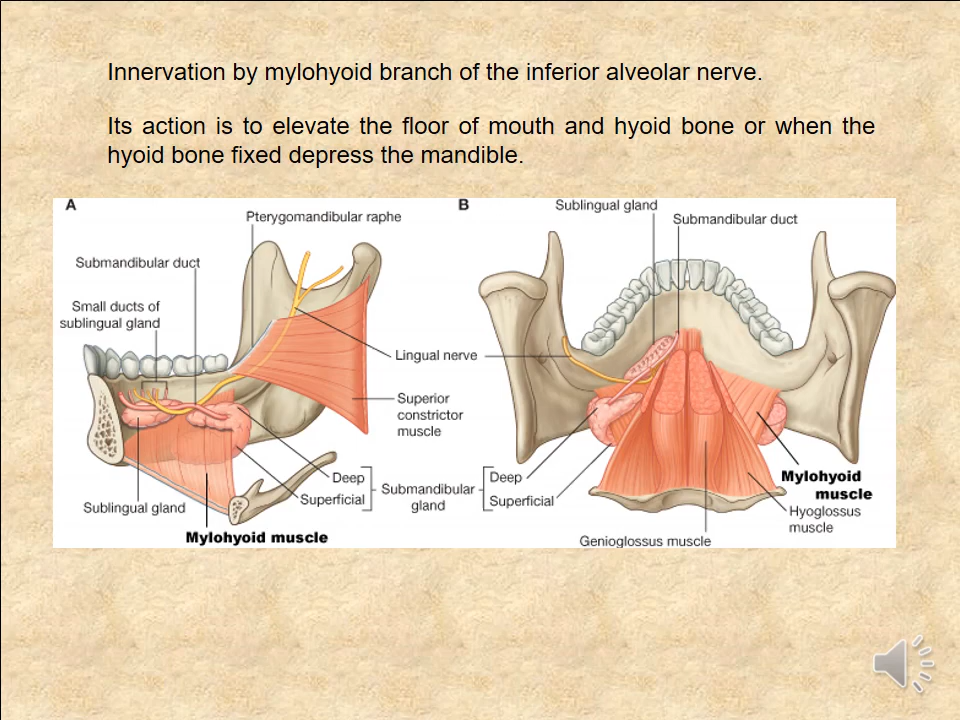 Innervation by mylohyoid branch of the inferior alveolar nerve.
Its action is to elevate the floor of mouth and hyoid bone or when the
hyoid bone fixed depress the mandible.
A
Pterygomandibular raphe
Submandibular duct
Small ducts of
sublingual gland
Lingual nerve
Superior
constrictor
muscle
Deep
Superficial
Submandibular
gland
Sublingual gland
Mylohyoid muscle
B
Sublingual gland
Submandibular duct
Deep
Superficial
Mylohyoid
muscle
Hyoglossus
muscle
Genioglossus muscle